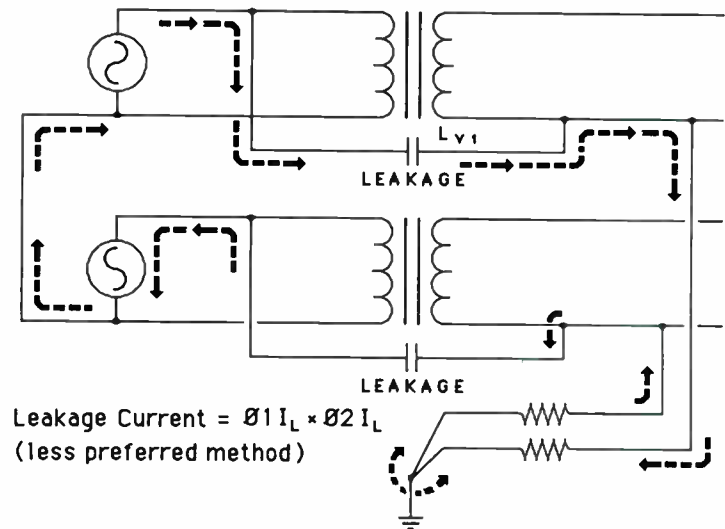 L V1
LEAKAGE
LEAKAGE
Leakage Current = Ø1 I L × Ø2 I L
(less preferred method)